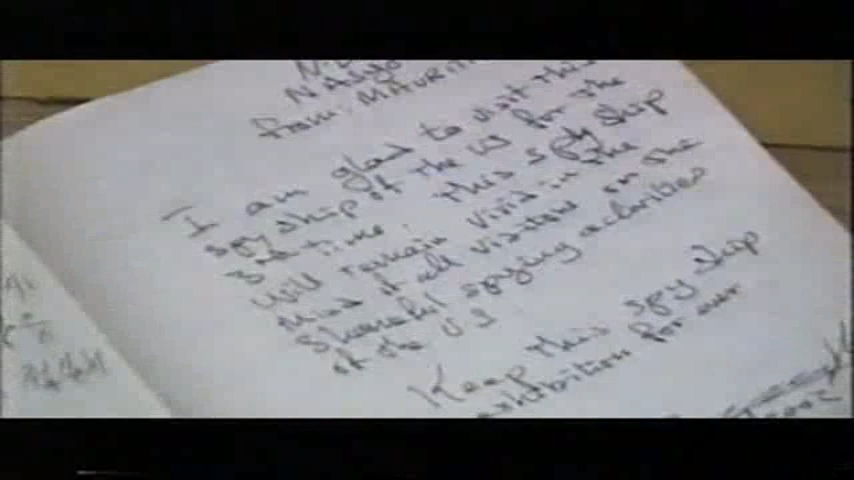 from: MAURITI
- I am glad to visit this
spy ship of the US for the
3rd time. This spy ship
will remain vivid in the
mind of all visitors on the
shameful spying activities
of the US.
Keep this spy ship
exhibition for ever